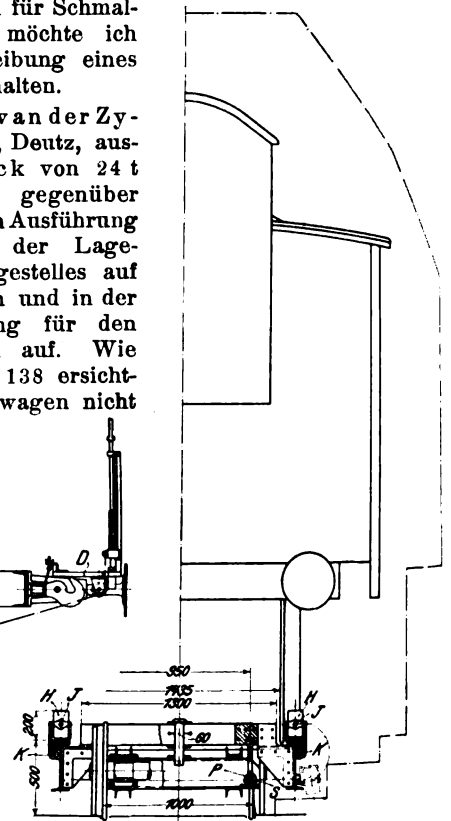 für Schmal-
möchte ich
eibung eines
alten.
van der Zy-
, Deutz, aus-
ck von 24 t
gegenüber
Ausführung
der Lage-
gestelles auf
und in der
ng für den
auf. Wie
138 ersicht-
wagen nicht
D
950
1435
1300
H J
H
J
200
60
K
K
P
S
500
1000